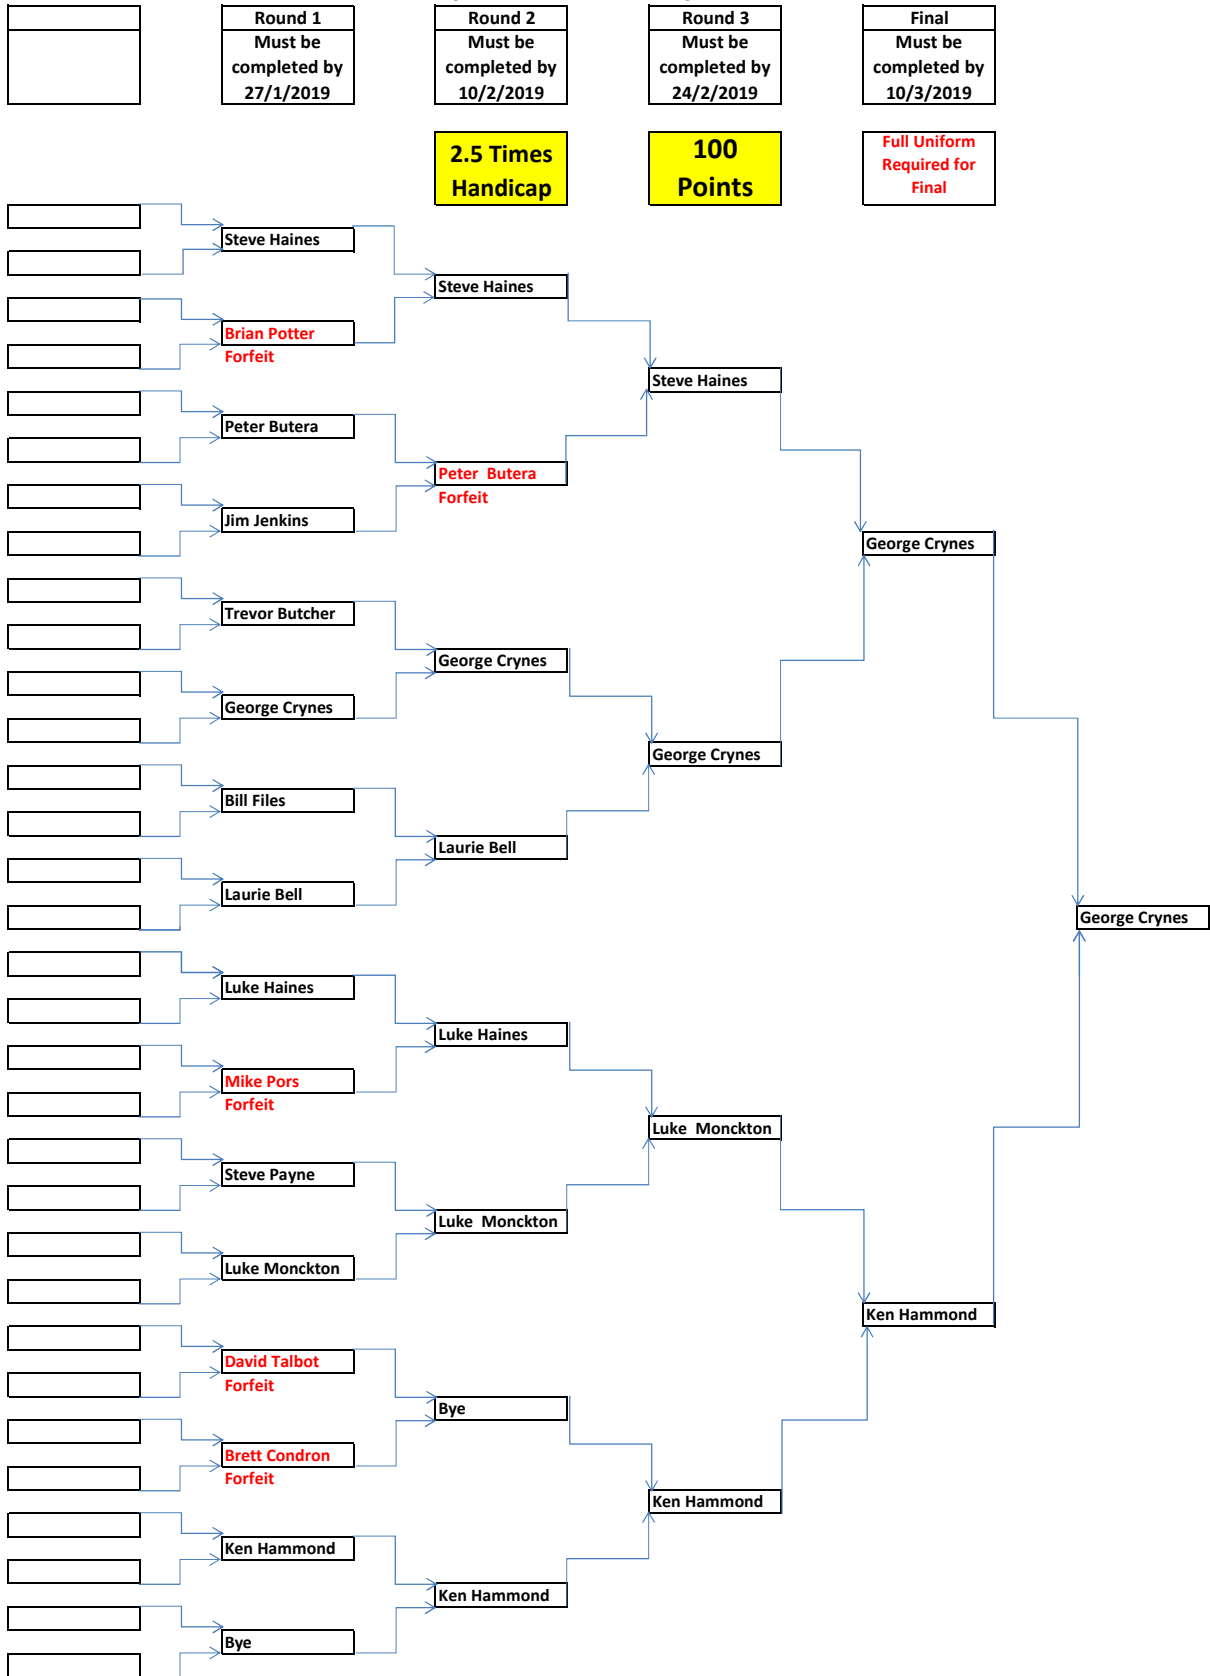 Round 1
Must be
completed by
27/1/2019
Round 2
Must be
completed by
10/2/2019
Round 3
Must be
completed by
24/2/2019
Final
Must be
completed by
10/3/2019
2.5 Times
Handicap
100
Points
Full Uniform
Required for
Final
Steve Haines
Brian Potter
Forfeit
Peter Butera
Jim Jenkins
Trevor Butcher
George Crynes
Bill Files
Laurie Bell
Luke Haines
Mike Pors
Forfeit
Steve Payne
Luke Monckton
David Talbot
Forfeit
Brett Condron
Forfeit
Ken Hammond
Bye
Steve Haines
Peter  Butera
Forfeit
George Crynes
Laurie Bell
Luke Haines
Luke  Monckton
Bye
Ken Hammond
Steve Haines
George Crynes
Luke  Monckton
Ken Hammond
George Crynes
Ken Hammond
George Crynes